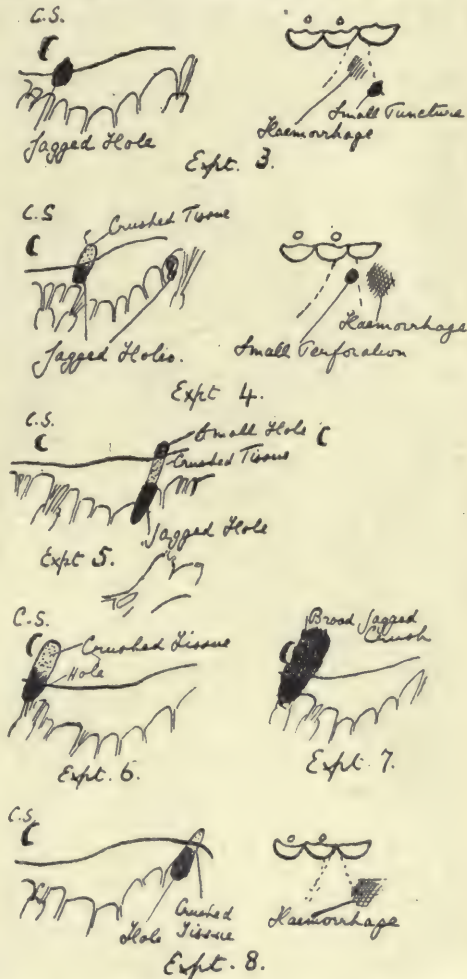 C.S.
Jagged Hole
Haemorrhage
Small Puncture
Expt. 3.
C.S
Crushed Tissue
Jagged Holes.
Small Perforation
Haemorrhage
Expt 4.
C.S.
Small Hole
Crushed Tissue
Jagged Hole
Expt 5.
C.S.
Crushed Tissue
Hole
Expt. 6.
Broad Jagged
Crush
Expt. 7.
C.S.
Hole
Crushed
Tissue
Haemorrhage
Expt. 8.